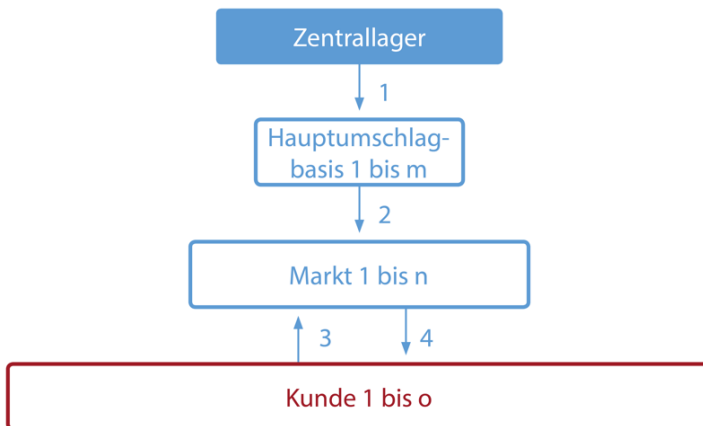 Zentrallager
1
Hauptumschlag-
basis 1 bis m
2
Markt 1 bis n
3
4
Kunde 1 bis o